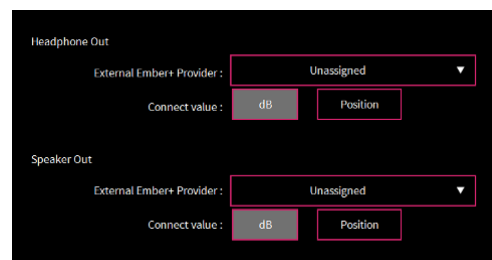 Headphone Out
External Ember+ Provider : Unassigned
Connect value : dB Position
Speaker Out
External Ember+ Provider : Unassigned
Connect value : dB Position